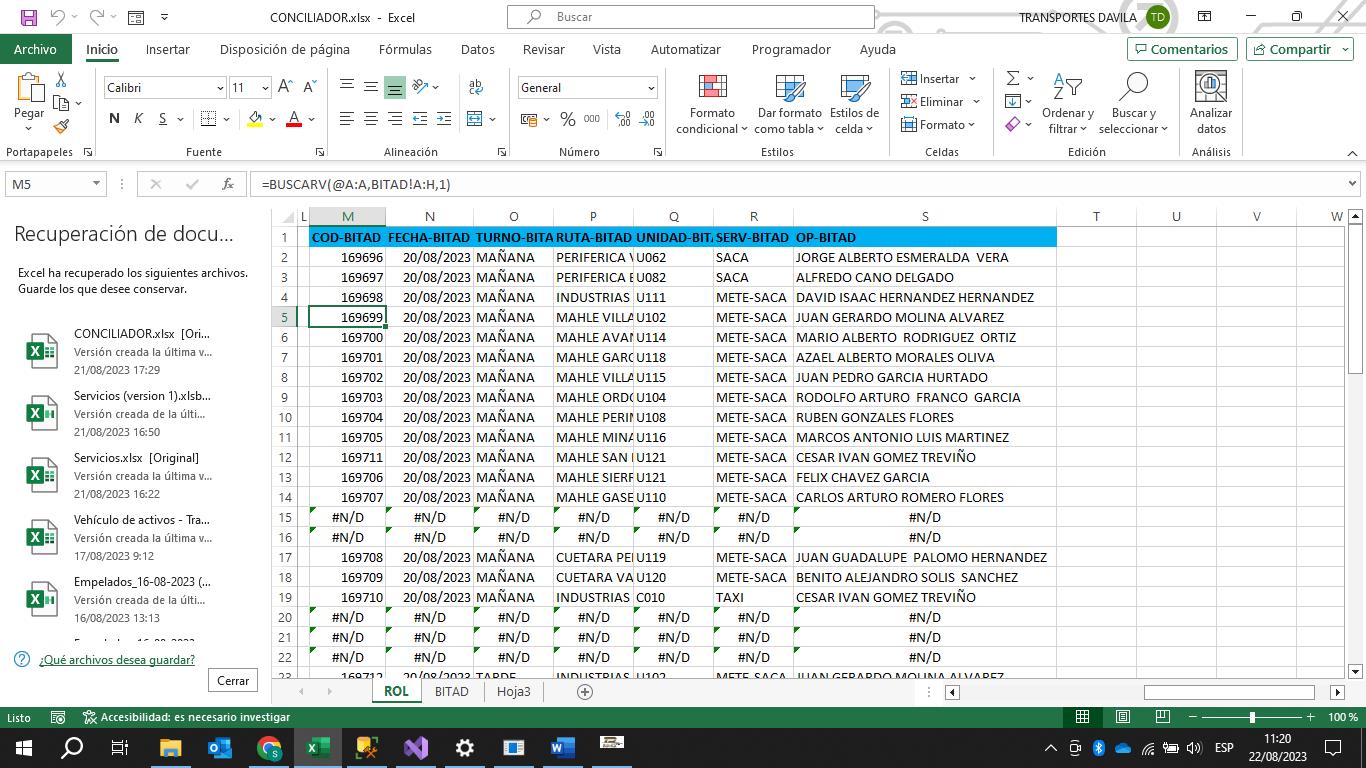 CONCILIADOR.xlsx - Excel
Buscar
TRANSPORTES DAVILA
TD
Archivo
Inicio
Insertar
Disposición de página
Fórmulas
Datos
Revisar
Vista
Automatizar
Programador
Ayuda
Comentarios
Compartir
Pegar
Calibri
11
N K S
General
% 000
Formato condicional
Dar formato como tabla
Estilos de celda
Insertar
Eliminar
Formato
Ordenar y filtrar
Buscar y seleccionar
Analizar datos
Portapapeles
Fuente
Alineación
Número
Estilos
Celdas
Edición
Análisis
M5
fx
=BUSCARV(@A:A,BITAD!A:H,1)
Recuperación de docu...
Excel ha recuperado los siguientes archivos. Guarde los que desee conservar.
CONCILIADOR.xlsx [Ori...
Versión creada la última v...
21/08/2023 17:29
Servicios (version 1).xlsb...
Versión creada de la últi...
21/08/2023 16:50
Servicios.xlsx [Original]
Versión creada la última v...
21/08/2023 16:22
Vehículo de activos - Tra...
Versión creada la última v...
17/08/2023 9:12
Empelados_16-08-2023 (...
Versión creada de la últi...
16/08/2023 13:13
¿Qué archivos desea guardar?
Cerrar
L M N O P Q R S T U V W
1 COD-BITAD FECHA-BITAD TURNO-BITA RUTA-BITAD UNIDAD-BIT SERV-BITAD OP-BITAD
2 169696 20/08/2023 MAÑANA PERIFERICA V U062 SACA JORGE ALBERTO ESMERALDA VERA
3 169697 20/08/2023 MAÑANA PERIFERICA E U082 SACA ALFREDO CANO DELGADO
4 169698 20/08/2023 MAÑANA INDUSTRIAS U111 METE-SACA DAVID ISAAC HERNANDEZ HERNANDEZ
5 169699 20/08/2023 MAÑANA MAHLE VILLA U102 METE-SACA JUAN GERARDO MOLINA ALVAREZ
6 169700 20/08/2023 MAÑANA MAHLE AVAN U114 METE-SACA MARIO ALBERTO RODRIGUEZ ORTIZ
7 169701 20/08/2023 MAÑANA MAHLE GARC U118 METE-SACA AZAEL ALBERTO MORALES OLIVA
8 169702 20/08/2023 MAÑANA MAHLE VILLA U115 METE-SACA JUAN PEDRO GARCIA HURTADO
9 169703 20/08/2023 MAÑANA MAHLE ORDO U104 METE-SACA RODOLFO ARTURO FRANCO GARCIA
10 169704 20/08/2023 MAÑANA MAHLE PERIN U108 METE-SACA RUBEN GONZALES FLORES
11 169705 20/08/2023 MAÑANA MAHLE MINA U116 METE-SACA MARCOS ANTONIO LUIS MARTINEZ
12 169711 20/08/2023 MAÑANA MAHLE SAN U121 METE-SACA CESAR IVAN GOMEZ TREVIÑO
13 169706 20/08/2023 MAÑANA MAHLE SIERR U121 METE-SACA FELIX CHAVEZ GARCIA
14 169707 20/08/2023 MAÑANA MAHLE GASE U110 METE-SACA CARLOS ARTURO ROMERO FLORES
15 #N/D #N/D #N/D #N/D #N/D #N/D #N/D
16 #N/D #N/D #N/D #N/D #N/D #N/D #N/D
17 169708 20/08/2023 MAÑANA CUETARA PE U119 METE-SACA JUAN GUADALUPE PALOMO HERNANDEZ
18 169709 20/08/2023 MAÑANA CUETARA VA U120 METE-SACA BENITO ALEJANDRO SOLIS SANCHEZ
19 169710 20/08/2023 MAÑANA INDUSTRIAS C010 TAXI CESAR IVAN GOMEZ TREVIÑO
20 #N/D #N/D #N/D #N/D #N/D #N/D #N/D
21 #N/D #N/D #N/D #N/D #N/D #N/D #N/D
22 #N/D #N/D #N/D #N/D #N/D #N/D #N/D
23 169712 20/08/2023 TARDE INDUSTRIAS U102 METE-SACA JUAN GERARDO MOLINA ALVAREZ
ROL
BITAD
Hoja3
Listo
Accesibilidad: es necesario investigar
100 %
ESP
11:20
22/08/2023